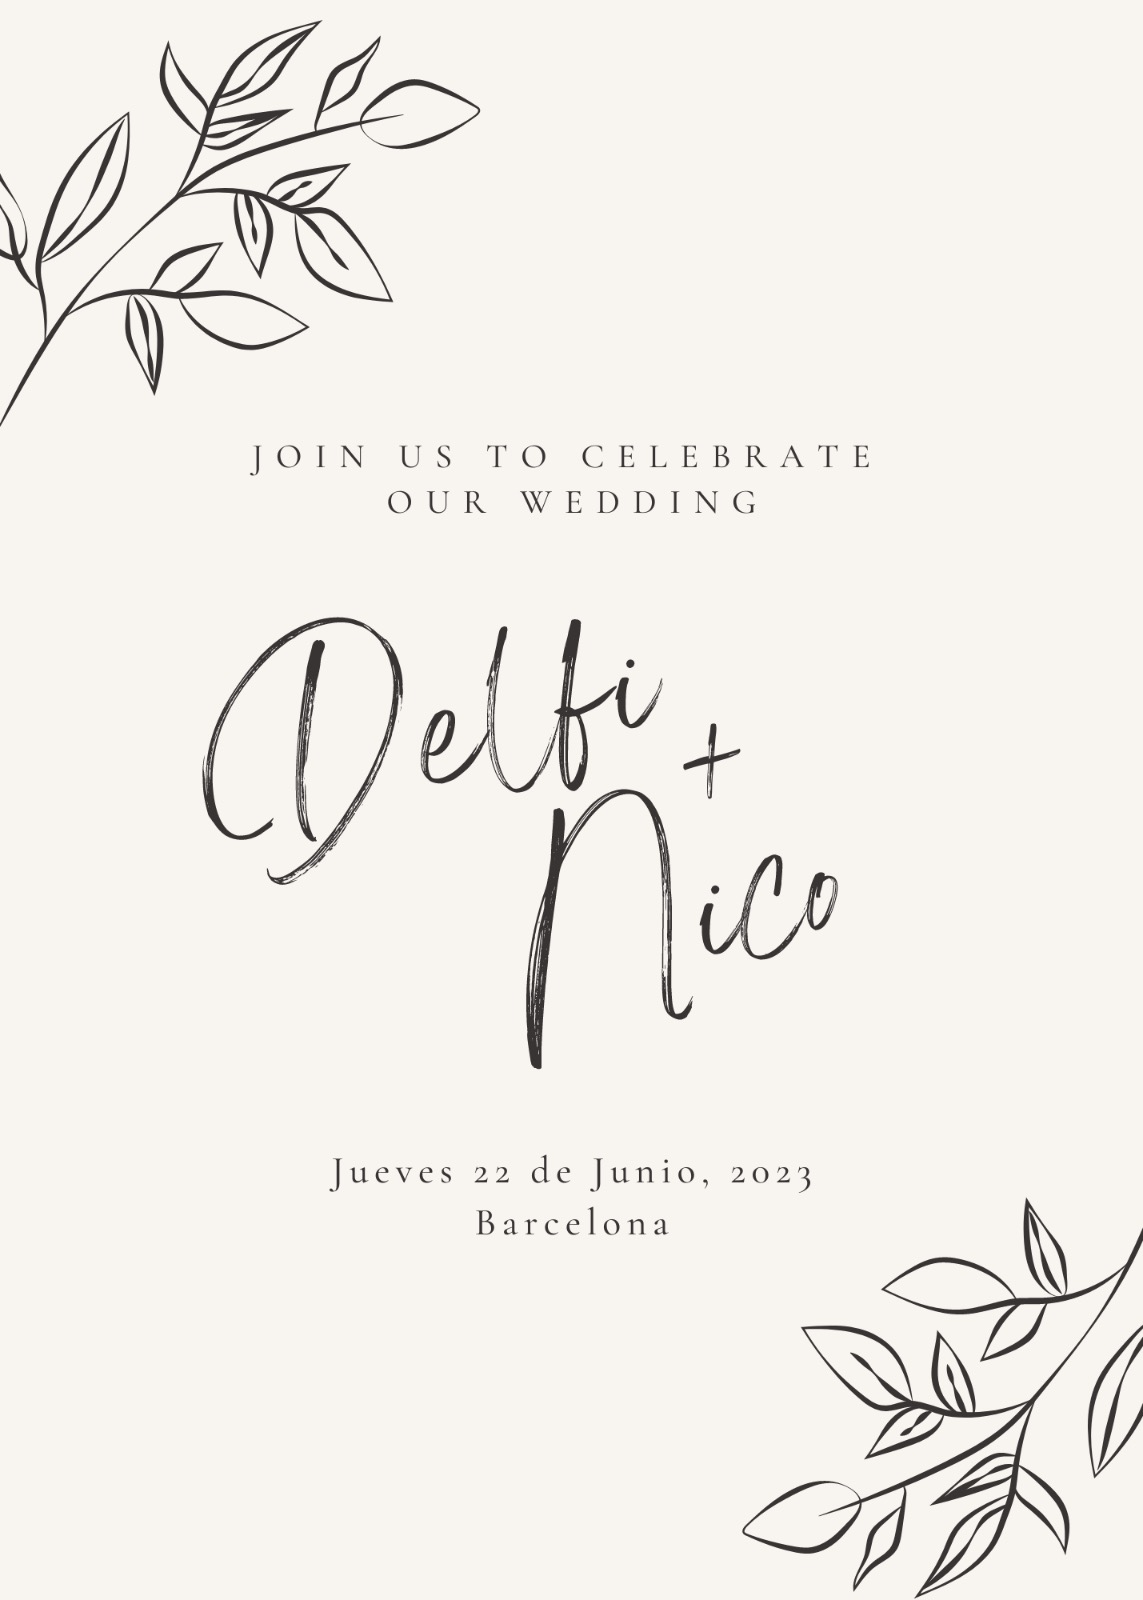 JOIN US TO CELEBRATE
OUR WEDDING
Delfi
+
Nico
Jueves 22 de Junio, 2023
Barcelona